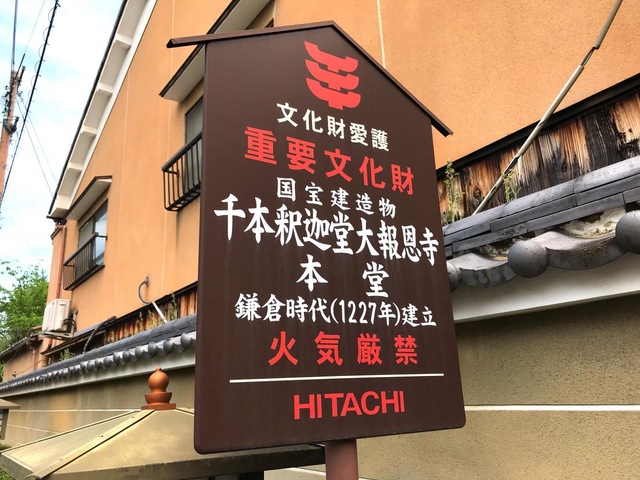 文化財愛護
重要文化財
国宝建造物
千本釈迦堂大報恩寺
本堂
鎌倉時代(1227年)建立
火気厳禁
HITACHI